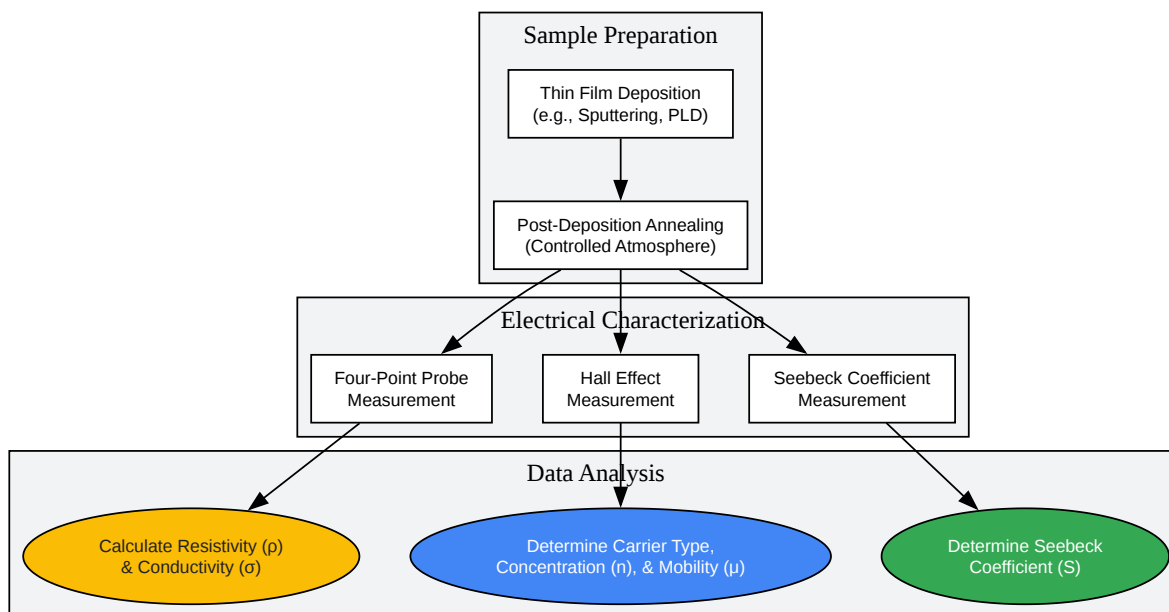 Sample Preparation
Thin Film Deposition
(e.g., Sputtering, PLD)
Post-Deposition Annealing
(Controlled Atmosphere)
Electrical Characterization
Four-Point Probe
Measurement
Hall Effect
Measurement
Seebeck Coefficient
Measurement
Data Analysis
Calculate Resistivity (ρ)
& Conductivity (σ)
Determine Carrier Type,
Concentration (n), & Mobility (μ)
Determine Seebeck
Coefficient (S)